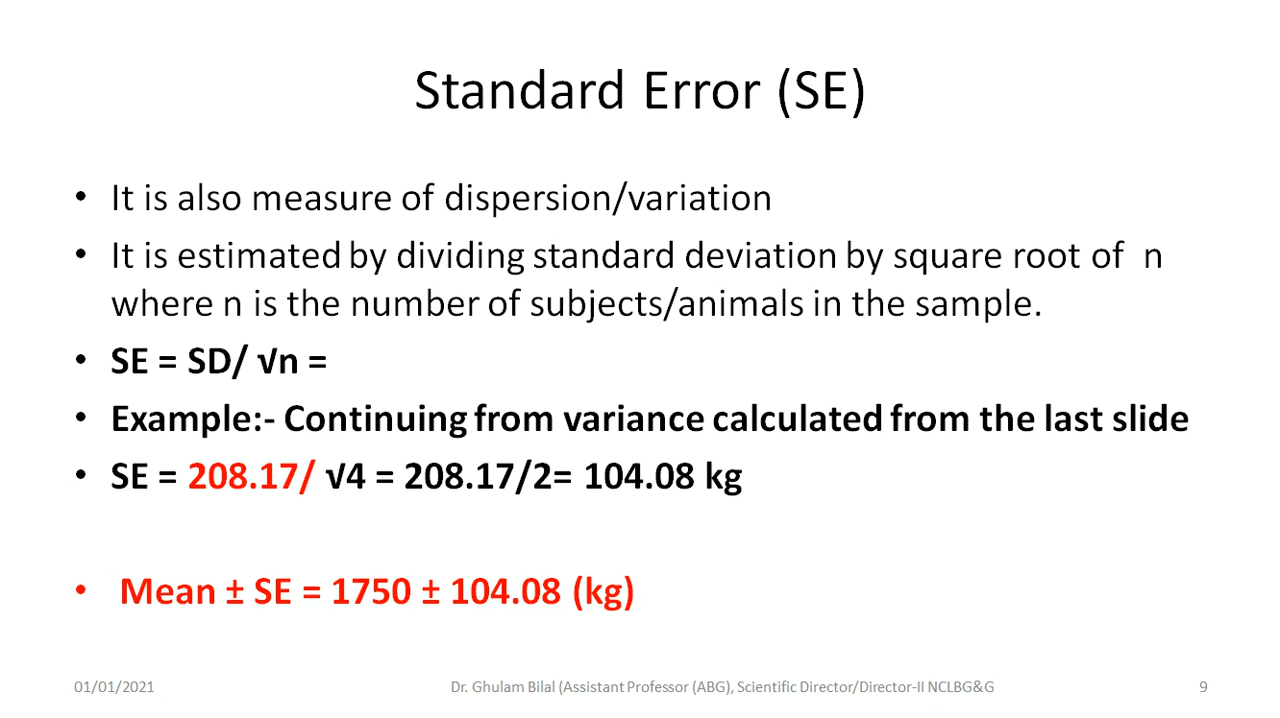 Standard Error (SE)
• It is also measure of dispersion/variation
• It is estimated by dividing standard deviation by square root of n
where n is the number of subjects/animals in the sample.
• SE = SD/ √n =
• Example:- Continuing from variance calculated from the last slide
• SE = 208.17/ √4 = 208.17/2= 104.08 kg
• Mean ± SE = 1750 ± 104.08 (kg)
01/01/2021 Dr. Ghulam Bilal (Assistant Professor (ABG), Scientific Director/Director-II NCLBG&G 9